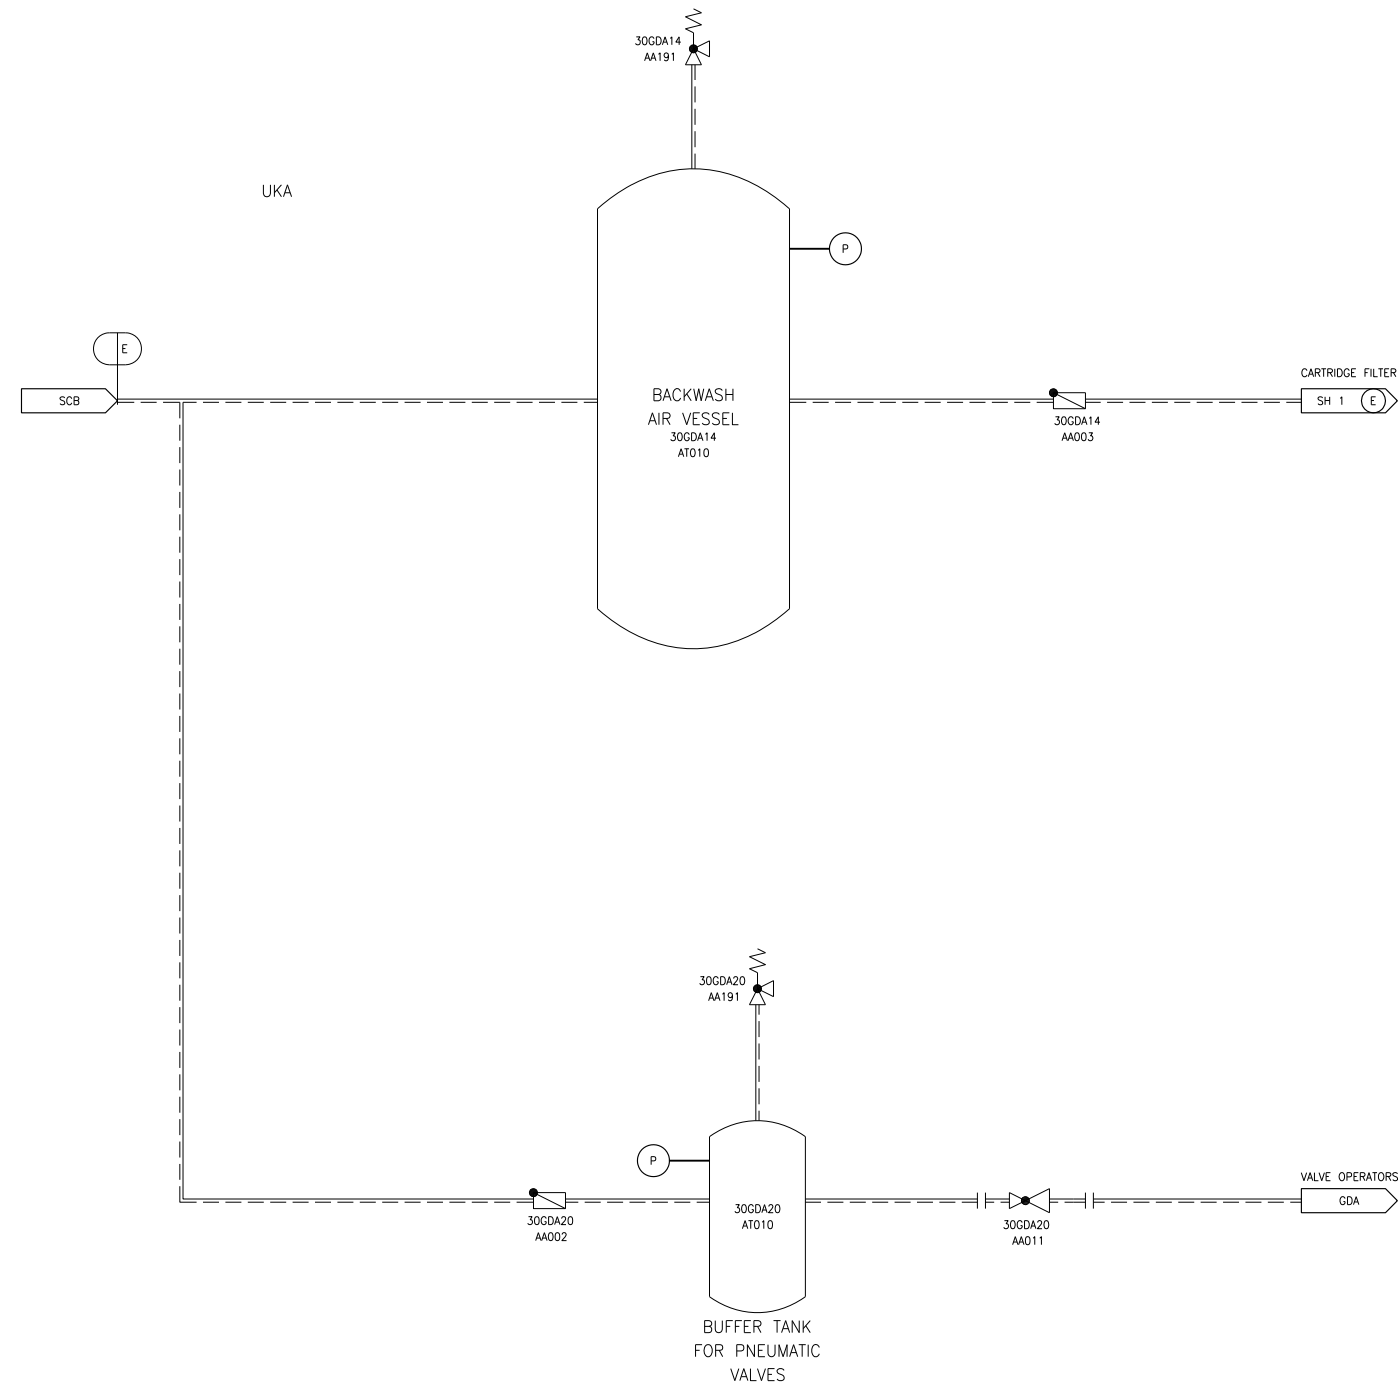 30GDA14
AA191
UKA
P
E
SCB
BACKWASH
AIR VESSEL
30GDA14
AT010
30GDA14
AA003
CARTRIDGE FILTER
SH 1 E
30GDA20
AA191
P
30GDA20
AA002
30GDA20
AT010
30GDA20
AA011
VALVE OPERATORS
GDA
BUFFER TANK
FOR PNEUMATIC
VALVES